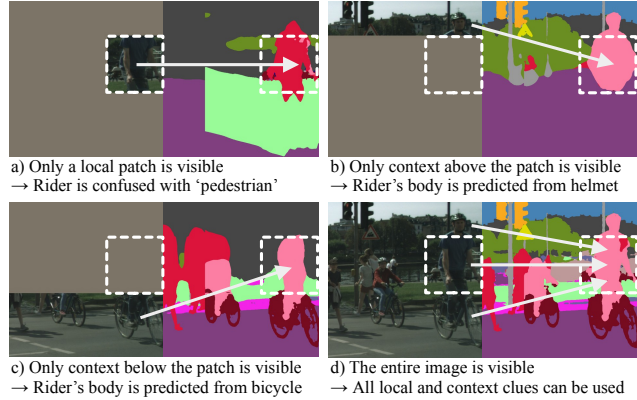 a) Only a local patch is visible
→ Rider is confused with ‘pedestrian’
b) Only context above the patch is visible
→ Rider’s body is predicted from helmet
c) Only context below the patch is visible
→ Rider’s body is predicted from bicycle
d) The entire image is visible
→ All local and context clues can be used